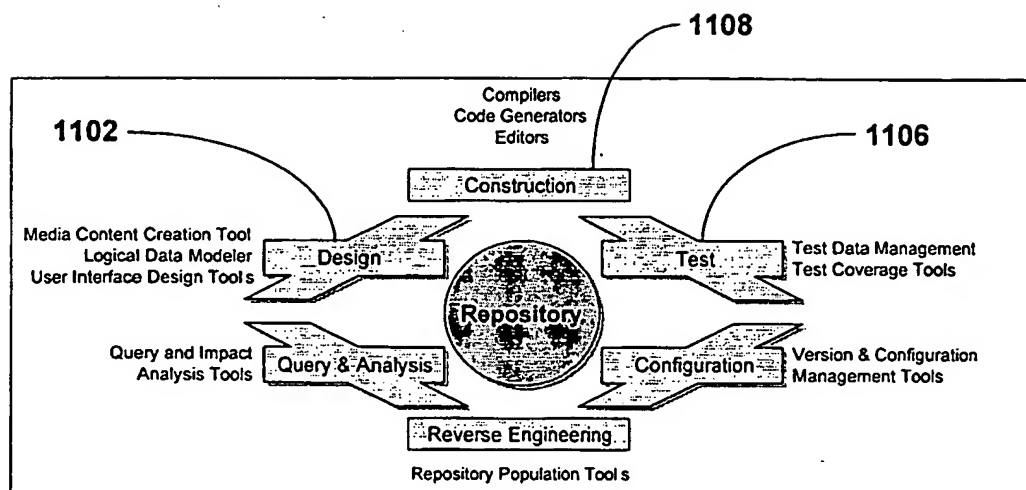 1108
Compilers
Code Generators
Editors
1102
1106
Construction
Media Content Creation Tool
Logical Data Modeler
User Interface Design Tools
Design
Test
Test Data Management
Test Coverage Tools
Repository
Query and Impact
Analysis Tools
Query & Analysis
Configuration
Version & Configuration
Management Tools
Reverse Engineering
Repository Population Tools